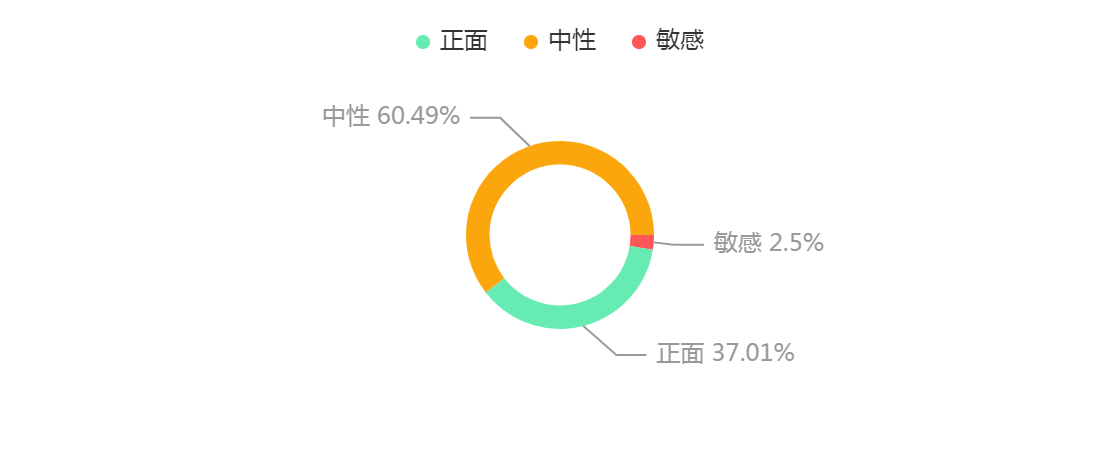 正面 中性 敏感
中性 60.49%
敏感 2.5%
正面 37.01%